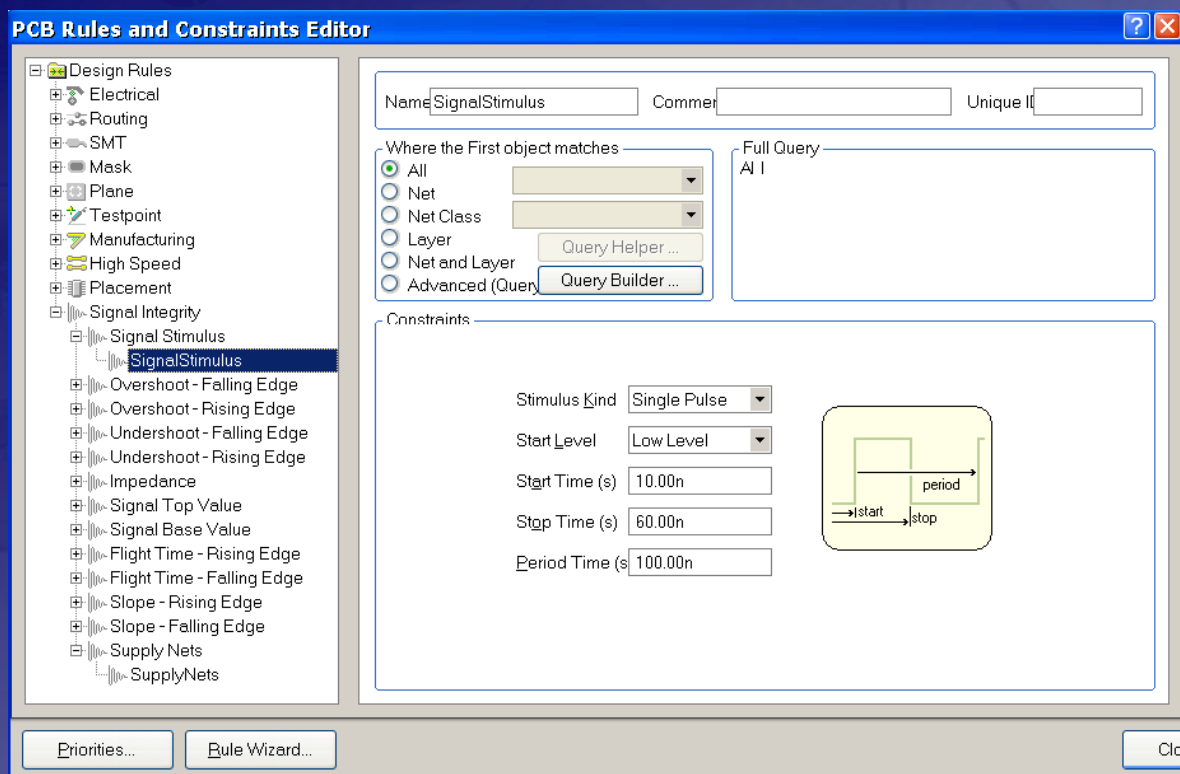 PCB Rules and Constraints Editor
Design Rules
Electrical
Routing
SMT
Mask
Plane
Testpoint
Manufacturing
High Speed
Placement
Signal Integrity
Signal Stimulus
SignalStimulus
Overshoot - Falling Edge
Overshoot - Rising Edge
Undershoot - Falling Edge
Undershoot - Rising Edge
Impedance
Signal Top Value
Signal Base Value
Flight Time - Rising Edge
Flight Time - Falling Edge
Slope - Rising Edge
Slope - Falling Edge
Supply Nets
SupplyNets
Name SignalStimulus Commen Unique ID
Where the First object matches
All
Net
Net Class
Layer
Net and Layer
Advanced (Query
Query Helper ...
Query Builder ...
Full Query
All
Constraints
Stimulus Kind Single Pulse
Start Level Low Level
Start Time (s) 10.00n
Stop Time (s) 60.00n
Period Time (s 100.00n
period
start
stop
Priorities...
Rule Wizard...
Clo